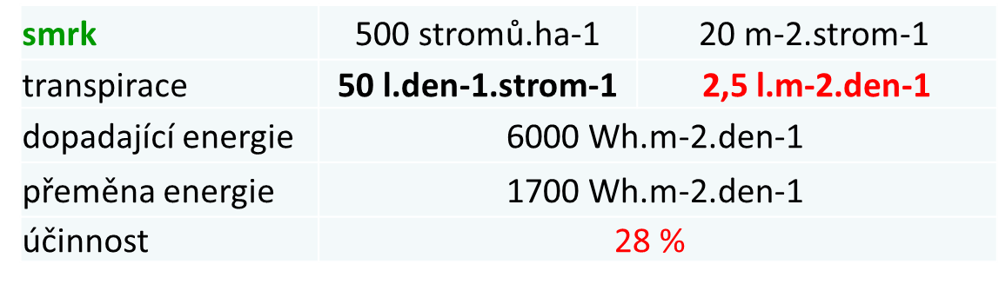 smrk 500 stromů.ha-1 20 m-2.strom-1
transpirace 50 l.den-1.strom-1 2,5 l.m-2.den-1
dopadající energie 6000 Wh.m-2.den-1
přeměna energie 1700 Wh.m-2.den-1
účinnost 28 %